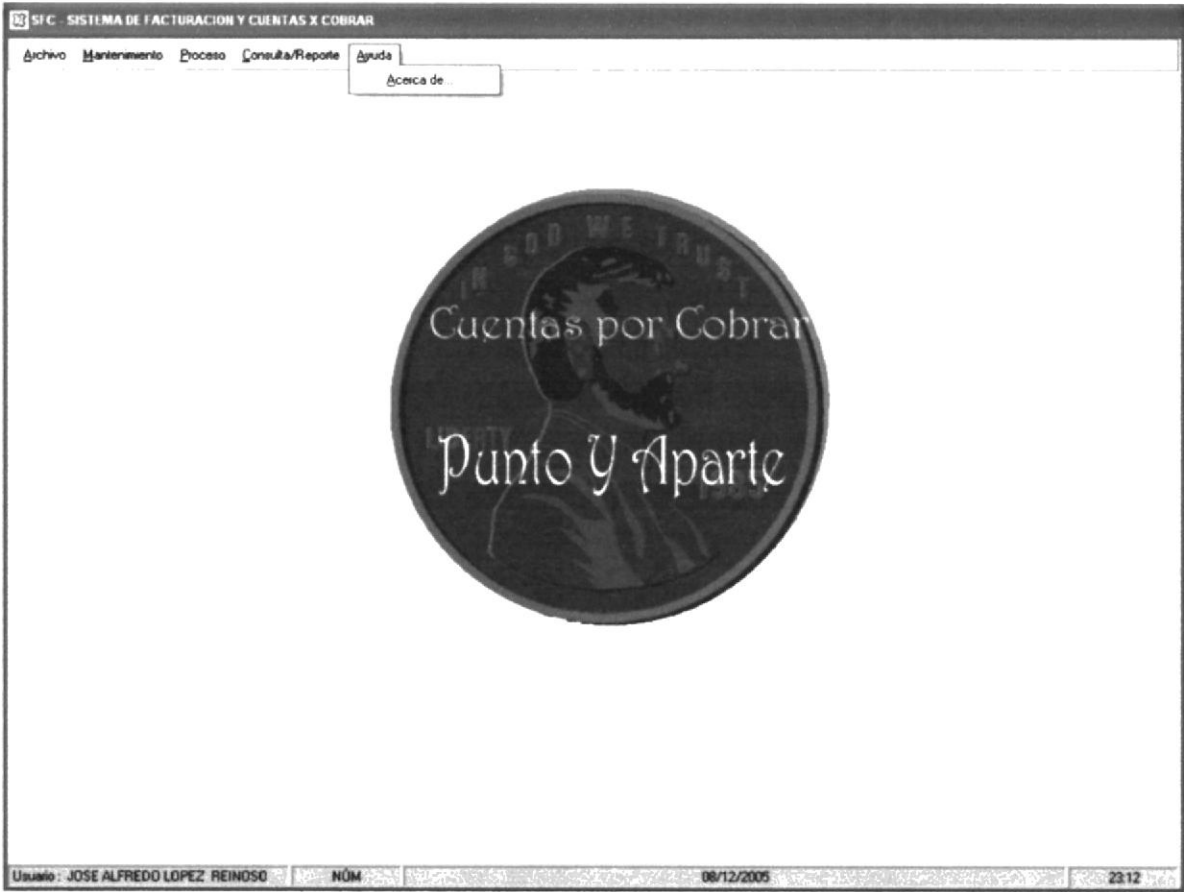 SFC - SISTEMA DE FACTURACION Y CUENTAS X COBRAR
Archivo Mantenimiento Proceso Consulta/Reporte Ayuda
Acerca de...
IN GOD WE TRUST
Cuentas por Cobrar
LIBERTY
Punto Y Aparte
Usuario : JOSE ALFREDO LOPEZ REINOSO NÚM 08/12/2005 23:12